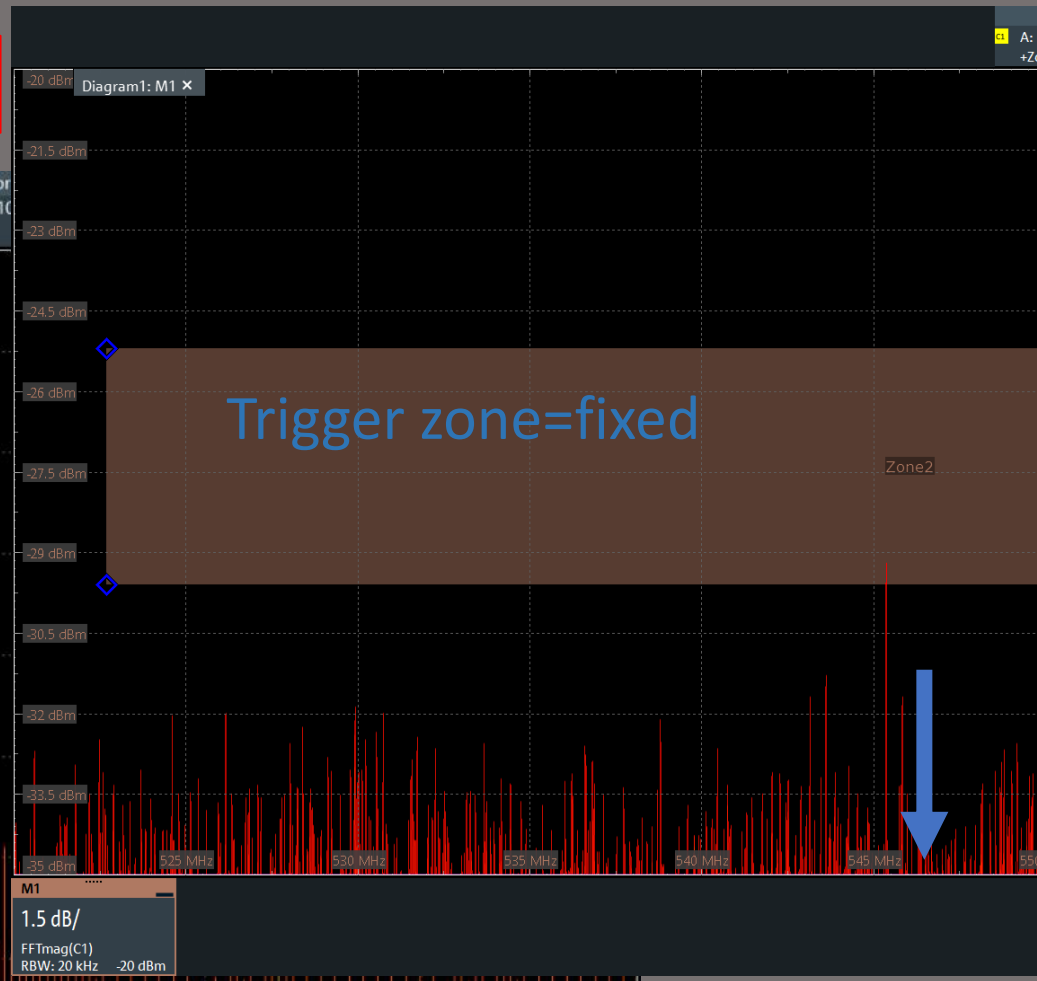 C1 A:
+Zo
-20 dBm
Diagram1: M1 ✕
-21.5 dBm
-23 dBm
-24.5 dBm
-26 dBm
Trigger zone=fixed
Zone2
-27.5 dBm
-29 dBm
-30.5 dBm
-32 dBm
-33.5 dBm
-35 dBm
525 MHz
530 MHz
535 MHz
540 MHz
545 MHz
550
M1
1.5 dB/
FFTmag(C1)
RBW: 20 kHz -20 dBm